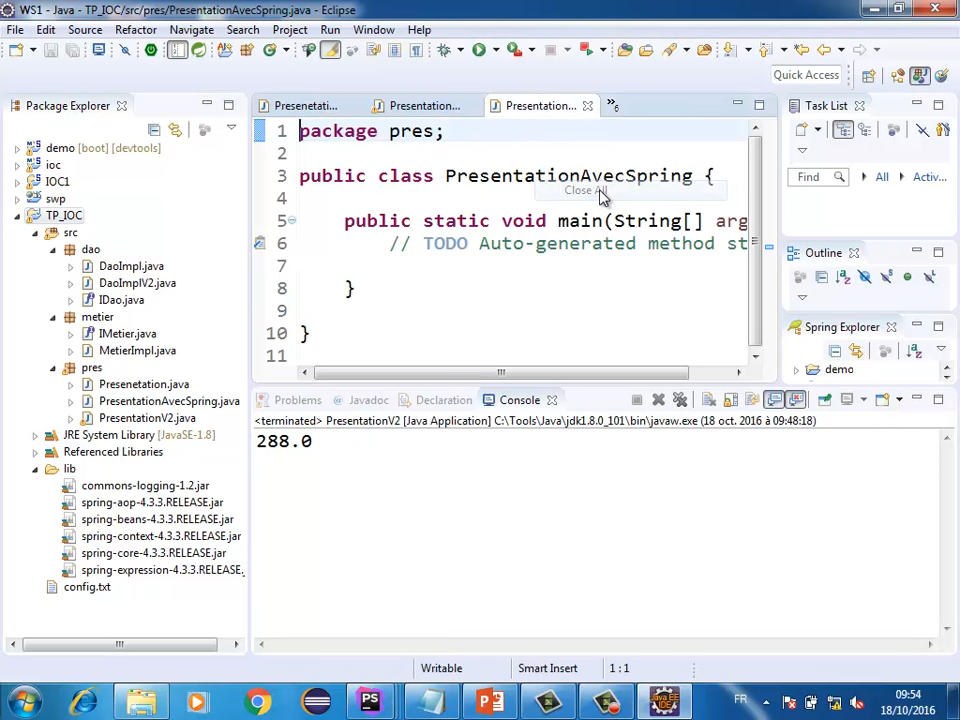 WS1 - Java - TP_IOC/src/pres/PresentationAvecSpring.java - Eclipse
File Edit Source Refactor Navigate Search Project Run Window Help
Quick Access
Package Explorer
demo [boot] [devtools]
ioc
IOC1
swp
TP_IOC
src
dao
DaoImpl.java
DaoImplV2.java
IDao.java
metier
IMetier.java
MetierImpl.java
pres
Presenetation.java
PresentationAvecSpring.java
PresentationV2.java
JRE System Library [JavaSE-1.8]
Referenced Libraries
lib
commons-logging-1.2.jar
spring-aop-4.3.3.RELEASE.jar
spring-beans-4.3.3.RELEASE.jar
spring-context-4.3.3.RELEASE.jar
spring-core-4.3.3.RELEASE.jar
spring-expression-4.3.3.RELEASE.
config.txt
Presenetati... Presentation... Presentation... »6
1 package pres;
2
3 public class PresentationAvecSpring {
4
5 public static void main(String[] arg
6 // TODO Auto-generated method st
7
8 }
9
10 }
11
Close All
Task List
Find All Activ...
Outline
Spring Explorer
demo
Problems Javadoc Declaration Console
<terminated> PresentationV2 [Java Application] C:\Tools\Java\jdk1.8.0_101\bin\javaw.exe (18 oct. 2016 à 09:48:18)
288.0
Writable Smart Insert 1 : 1
PS Java EE IDE FR 09:54
18/10/2016